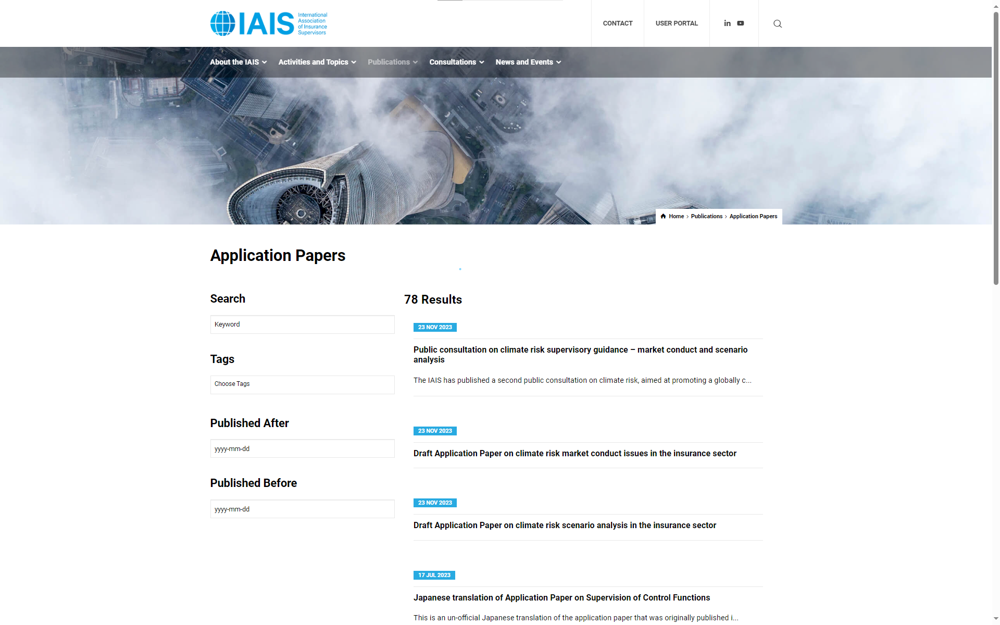 IAIS
International
Association
of Insurance
Supervisors
CONTACT
USER PORTAL
in
About the IAIS
Activities and Topics
Publications
Consultations
News and Events
Home > Publications > Application Papers
Application Papers
Search
Keyword
Tags
Choose Tags
Published After
yyyy-mm-dd
Published Before
yyyy-mm-dd
78 Results
23 NOV 2023
Public consultation on climate risk supervisory guidance – market conduct and scenario
analysis
The IAIS has published a second public consultation on climate risk, aimed at promoting a globally c...
23 NOV 2023
Draft Application Paper on climate risk market conduct issues in the insurance sector
23 NOV 2023
Draft Application Paper on climate risk scenario analysis in the insurance sector
17 JUL 2023
Japanese translation of Application Paper on Supervision of Control Functions
This is an un-official Japanese translation of the application paper that was originally published i...